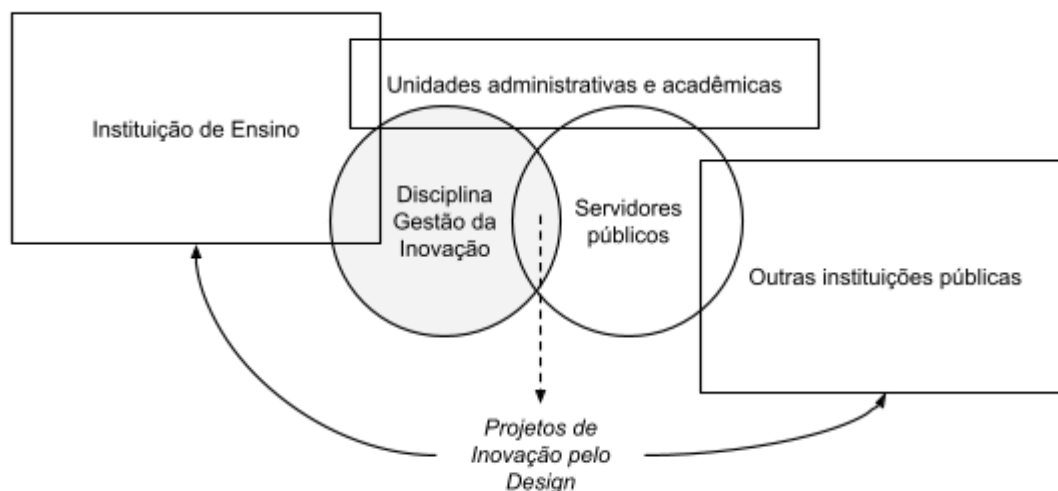 Unidades administrativas e acadêmicas
Instituição de Ensino
Disciplina
Gestão da
Inovação
Servidores
públicos
Outras instituições públicas
Projetos de
Inovação pelo
Design